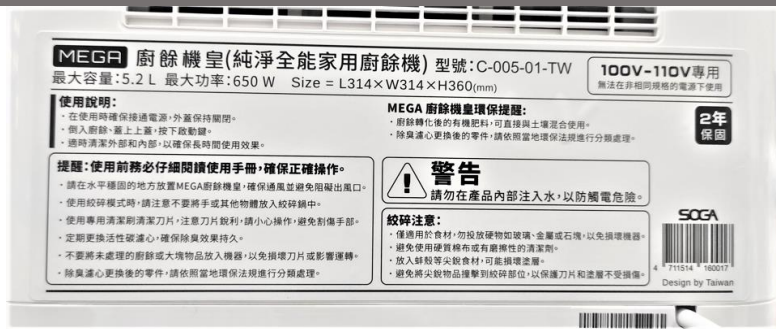 MEGA 廚餘機皇(純淨全能家用廚餘機) 型號:C-005-01-TW
最大容量:5.2 L 最大功率:650 W Size = L314×W314×H360(mm)
100V-110V專用
無法在非相同規格的電源下使用
使用說明:
・在使用時確保接通電源,外蓋保持關閉。
・倒入廚餘、蓋上上蓋,按下啟動鍵。
・適時清潔外部和內部,以確保長時間使用效果。
MEGA 廚餘機皇環保提醒:
・廚餘轉化後的有機肥料,可直接與土壤混合使用。
・除臭濾心更換後的零件,請依照當地環保法規進行分類處理。
2年
保固
提醒:使用前務必仔細閱讀使用手冊,確保正確操作。
・請在水平穩固的地方放置MEGA廚餘機皇,確保通風並避免阻礙出風口。
・使用絞碎模式時,請注意不要將手或其他物體放入絞碎鍋中。
・使用專用清潔刷清潔刀片,注意刀片銳利,請小心操作,避免割傷手部。
・定期更換活性碳濾心,確保除臭效果持久。
・不要將未處理的廚餘或大塊物品放入機器,以免損壞刀片或影響運轉。
・除臭濾心更換後的零件,請依照當地環保法規進行分類處理。
警告
請勿在產品內部注入水,以防觸電危險。
絞碎注意:
・僅適用於食材,勿投放硬物如玻璃、金屬或石塊,以免損壞機器。
・避免使用硬質棉布或有磨擦性的清潔劑。
・放入蚌殼等尖銳食材,可能損壞塗層。
・避免將尖銳物品撞擊到絞碎部位,以保護刀片和塗層不受損傷。
SOGA
4 711514 160017
Design by Taiwan